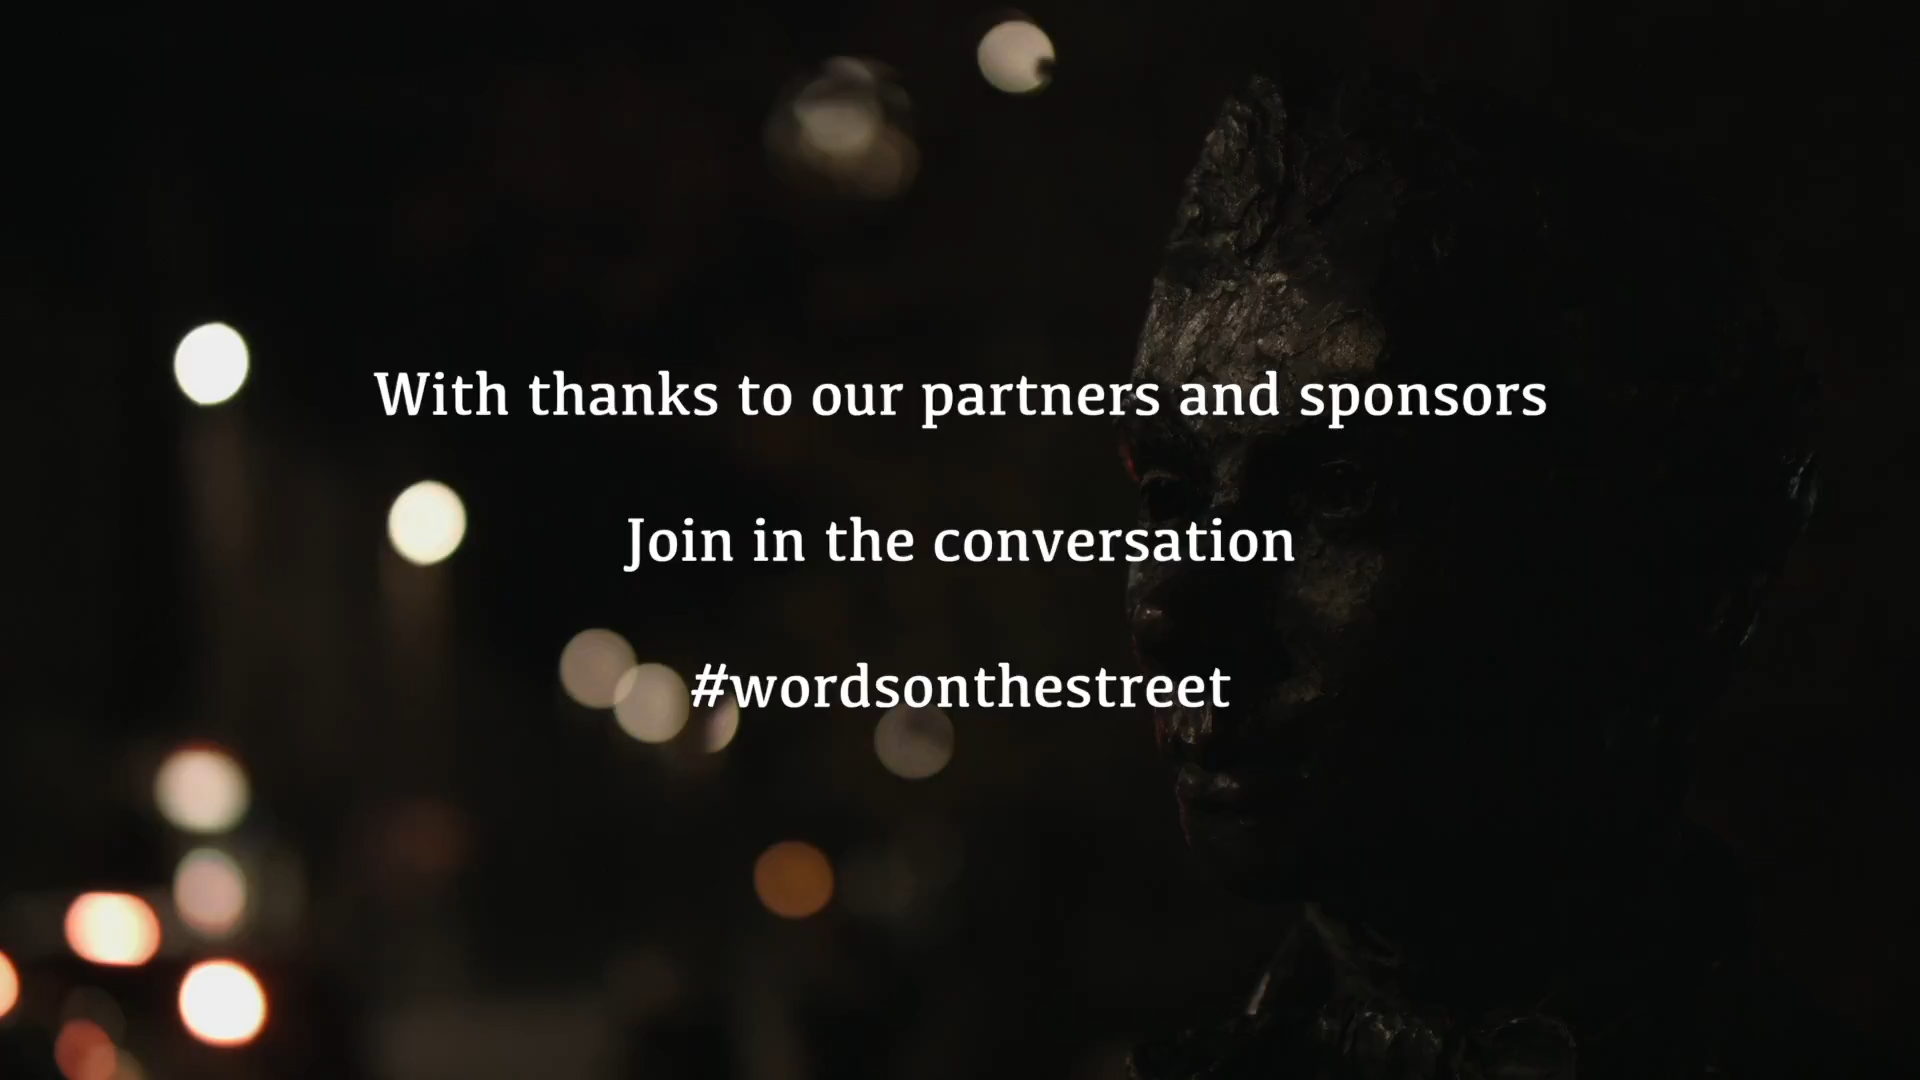 With thanks to our partners and sponsors
Join in the conversation
#wordsonthestreet